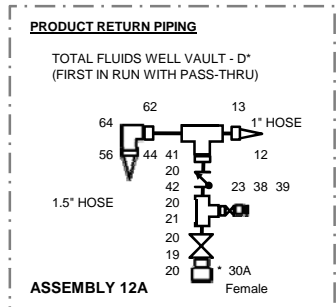 PRODUCT RETURN PIPING
TOTAL FLUIDS WELL VAULT - D*
(FIRST IN RUN WITH PASS-THRU)
62 13
64 1" HOSE
56 44 41 12
20
42 23 38 39
1.5" HOSE 20
21
20
19
20 * 30A
ASSEMBLY 12A Female